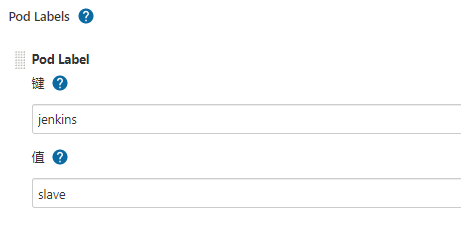 Pod Labels
Pod Label
键
jenkins
值
slave